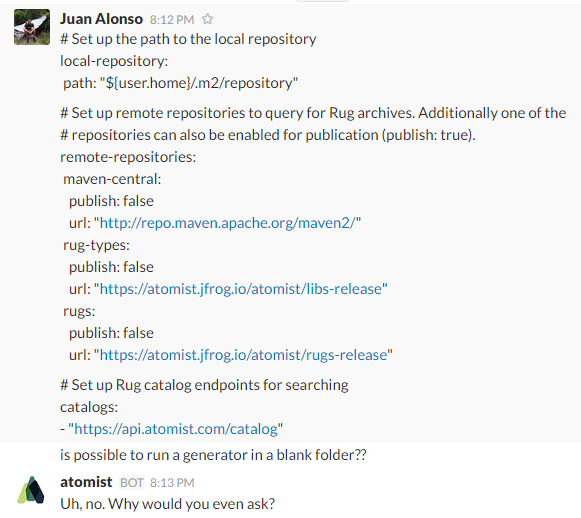 Juan Alonso 8:12 PM
# Set up the path to the local repository
local-repository:
path: "${user.home}/.m2/repository"
# Set up remote repositories to query for Rug archives. Additionally one of the
# repositories can also be enabled for publication (publish: true).
remote-repositories:
maven-central:
publish: false
url: "http://repo.maven.apache.org/maven2/"
rug-types:
publish: false
url: "https://atomist.jfrog.io/atomist/libs-release"
rugs:
publish: false
url: "https://atomist.jfrog.io/atomist/rugs-release"
# Set up Rug catalog endpoints for searching
catalogs:
- "https://api.atomist.com/catalog"
is possible to run a generator in a blank folder??
atomist BOT 8:13 PM
Uh, no. Why would you even ask?